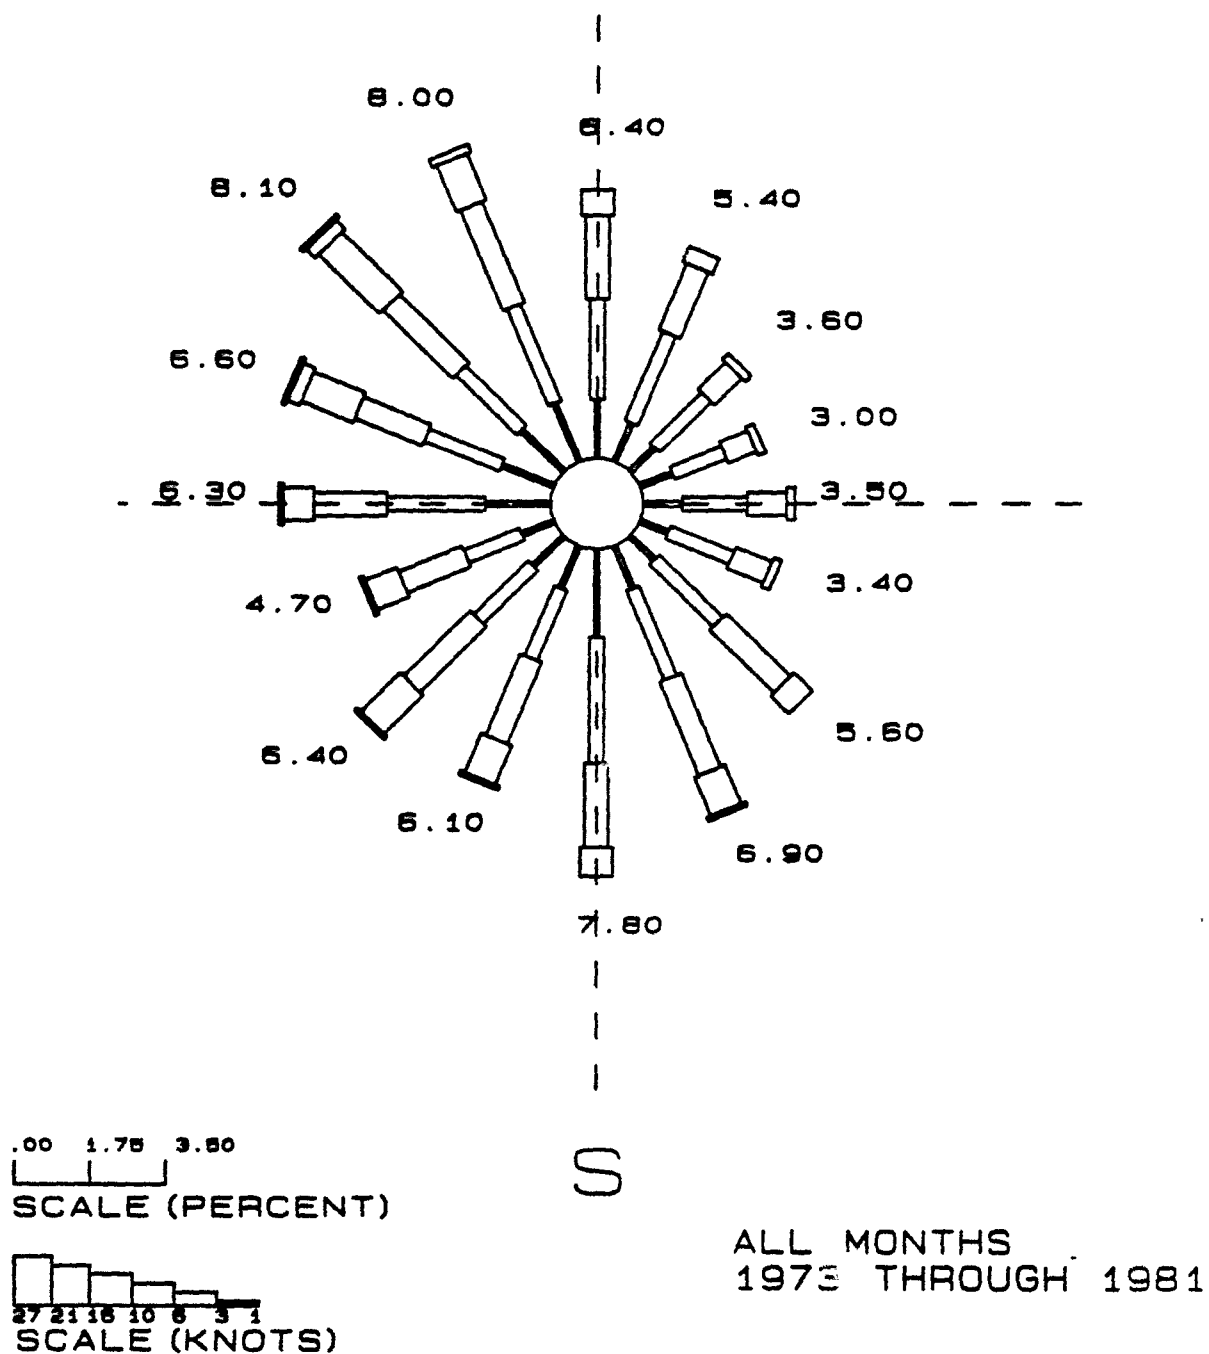 8.00
6.40
8.10
5.40
3.60
6.60
3.00
6.30
3.50
3.40
4.70
5.60
6.40
6.10
6.90
7.80
.00 1.75 3.50
SCALE (PERCENT)
S
ALL MONTHS
1973 THROUGH 1981
27 21 16 10 6 3 1
SCALE (KNOTS)